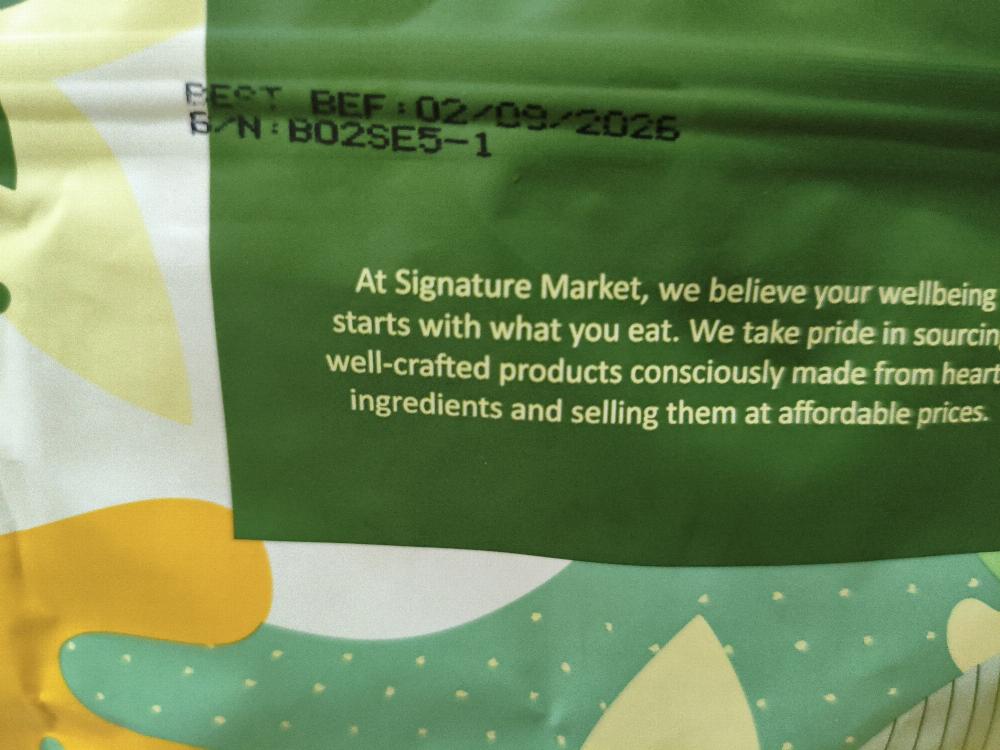 BEST BEF:02/09/2026
B/N:B02SE5-1
At Signature Market, we believe your wellbeing
starts with what you eat. We take pride in sourcin
well-crafted products consciously made from heart
ingredients and selling them at affordable prices.